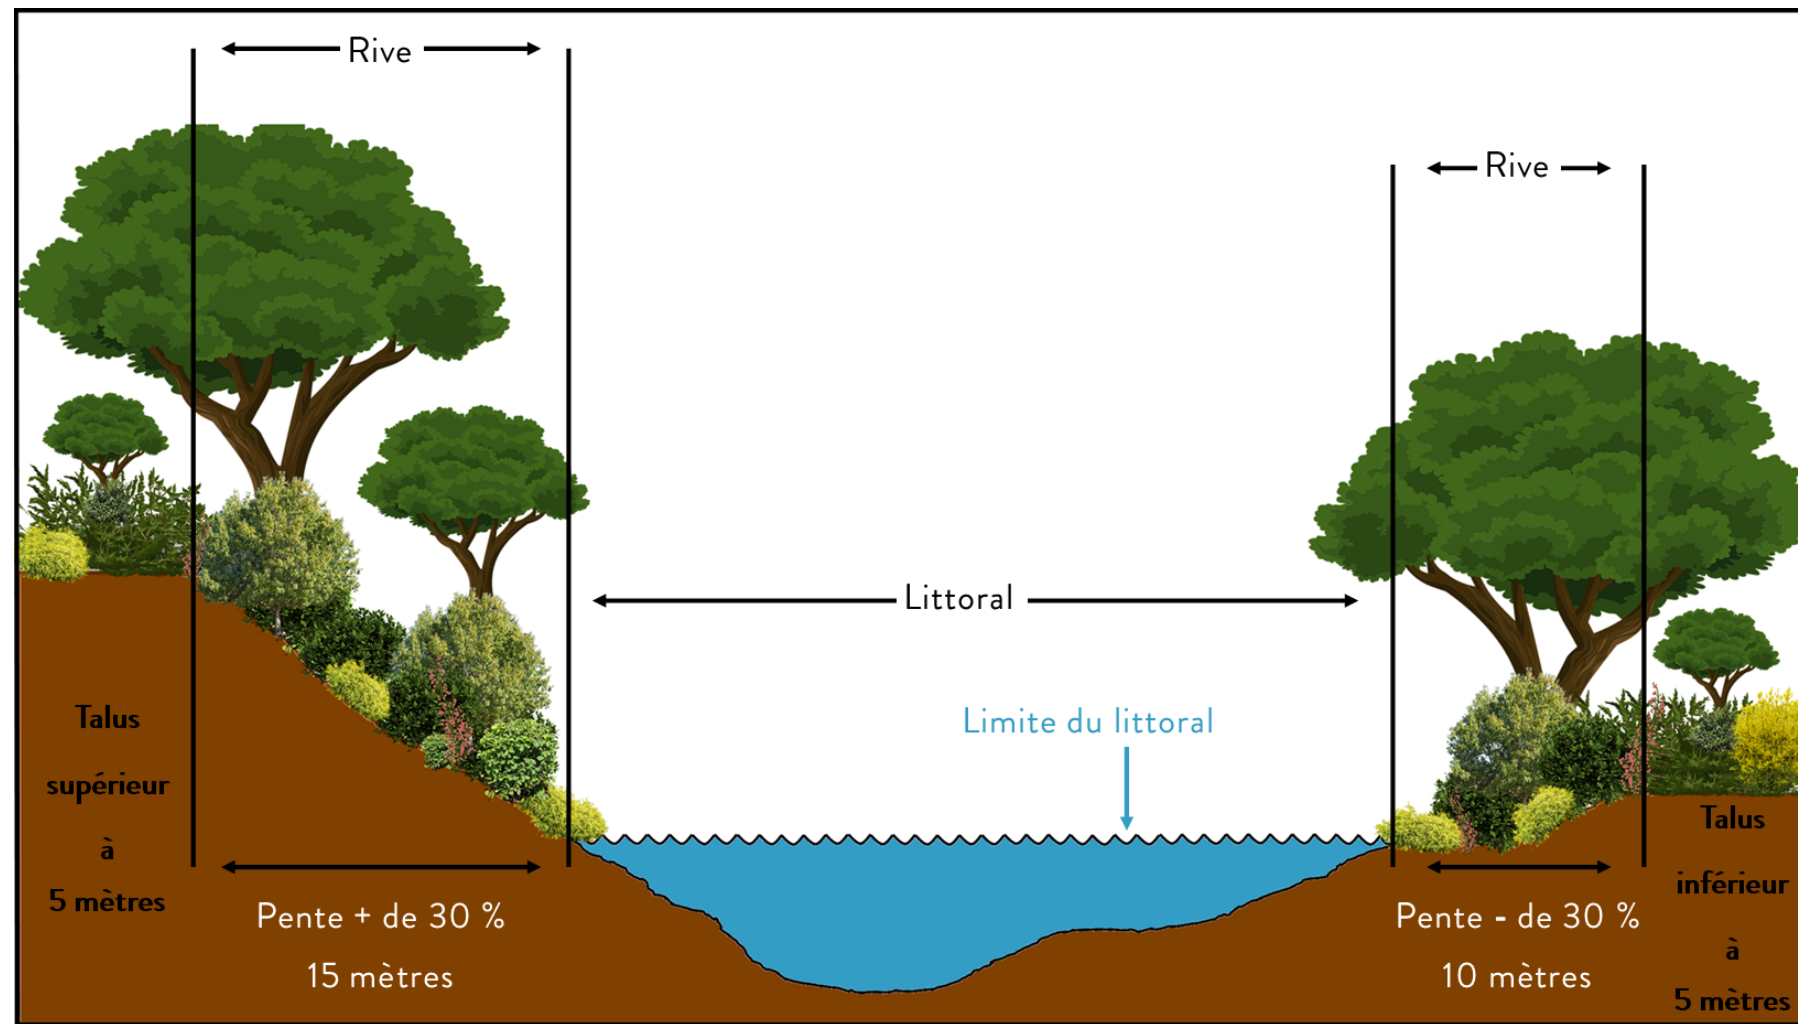 Rive
Rive
Littoral
Limite du littoral
Talus
supérieur
à
5 mètres
Pente + de 30 %
15 mètres
Pente - de 30 %
10 mètres
Talus
inférieur
à
5 mètres